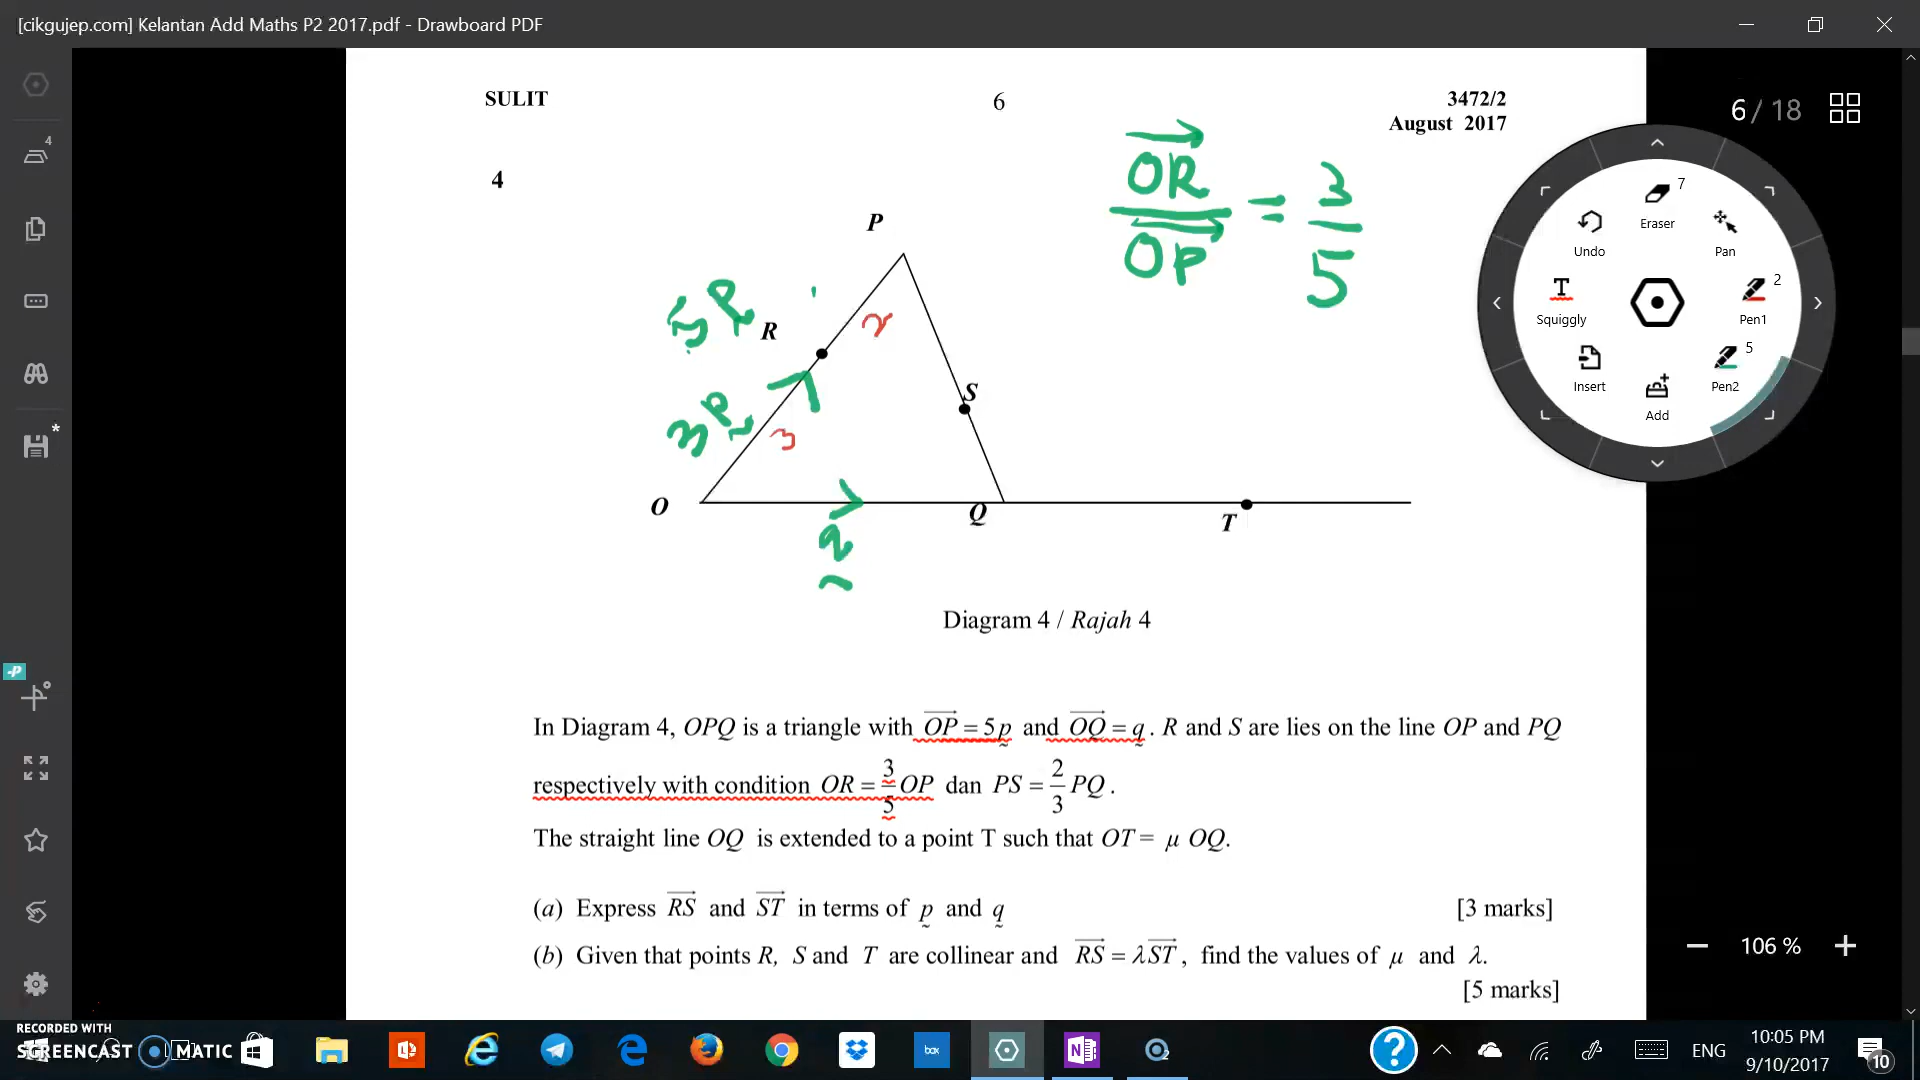 [cikgujep.com] Kelantan Add Maths P2 2017.pdf - Drawboard PDF
SULIT
6
3472/2
August 2017
6 / 18
4
4
OR
OP
= 3
5
P
5p
R
2
S
3p
3
O
Q
T
q
7
Eraser
Undo
Pan
T
Squiggly
2
Pen1
Insert
5
Pen2
Add
Diagram 4 / Rajah 4
In Diagram 4, OPQ is a triangle with OP = 5p and OQ = q. R and S are lies on the line OP and PQ
respectively with condition OR = 3/5 OP dan PS = 2/3 PQ.
The straight line OQ is extended to a point T such that OT = μ OQ.
(a) Express RS and ST in terms of p and q [3 marks]
(b) Given that points R, S and T are collinear and RS = λST, find the values of μ and λ.
[5 marks]
106 %
RECORDED WITH
SCREENCAST MATIC
box
N
?
ENG
10:05 PM
9/10/2017
10